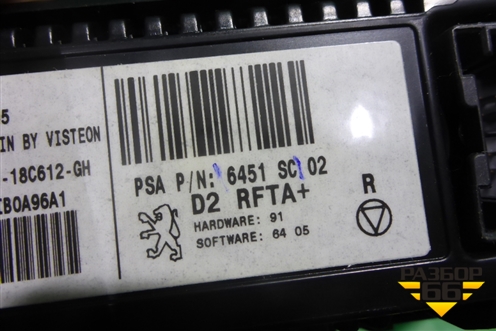 5
IN BY VISTEON
-18C612-GH
IBOA96A1
PSA P/N: 6451 SC 02
D2 RFTA+
HARDWARE: 91
SOFTWARE: 64 05
R
РАЗБОР
66